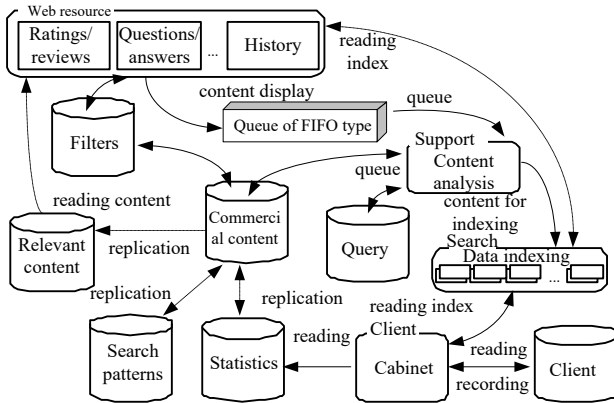 Web resource
Ratings/
reviews
Questions/
answers
...
History
reading
index
content display
queue
Queue of FIFO type
Filters
Support
Content
analysis
queue
reading content
Commerci
al content
content for
indexing
Query
Search
Data indexing
...
Relevant
content
replication
replication
replication
reading index
Client
Search
patterns
Statistics
reading
Cabinet
reading
recording
Client